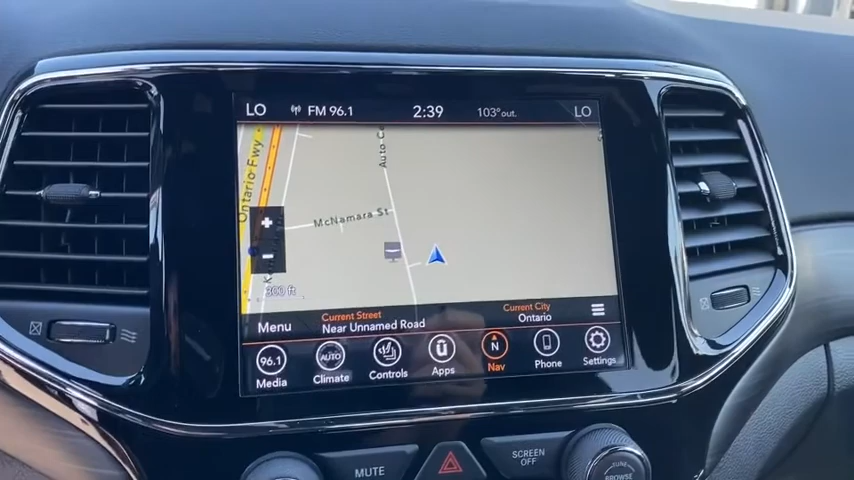 LO FM 96.1 2:39 103°out. LO
Ontario Fwy
Auto C
McNamara St
300 ft
Current Street
Near Unnamed Road
Current City
Ontario
Menu
96.1 AUTO N
Media Climate Controls Apps Nav Phone Settings
MUTE
SCREEN
OFF
TUNE
BROWSE